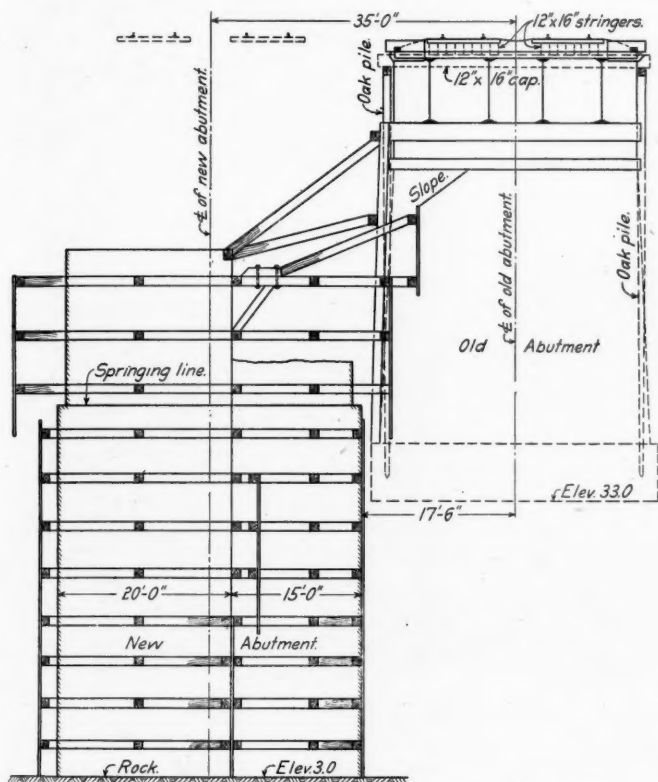 35'-0"
12"x16" stringers.
Oak pile.
12"x 16" cap.
℄ of new abutment.
Slope.
℄ of old abutment.
Oak pile.
Old Abutment
Springing line.
Elev. 33.0
17'-6"
20'-0" 15'-0"
New Abutment.
Rock. Elev.3.0